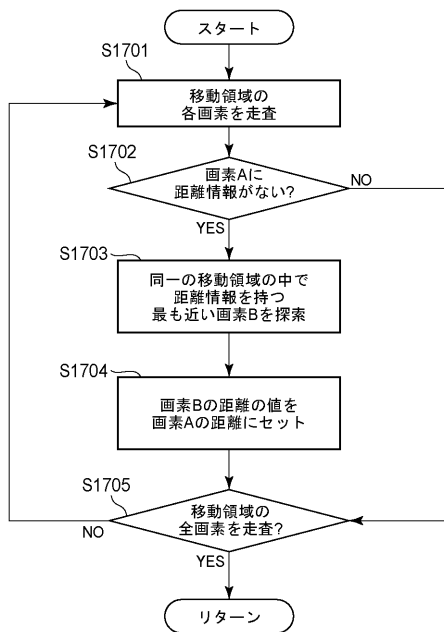 スタート
S1701
移動領域の
各画素を走査
S1702
画素Aに
距離情報がない?
NO
YES
S1703
同一の移動領域の中で
距離情報を持つ
最も近い画素Bを探索
S1704
画素Bの距離の値を
画素Aの距離にセット
S1705
移動領域の
全画素を走査?
NO
YES
リターン